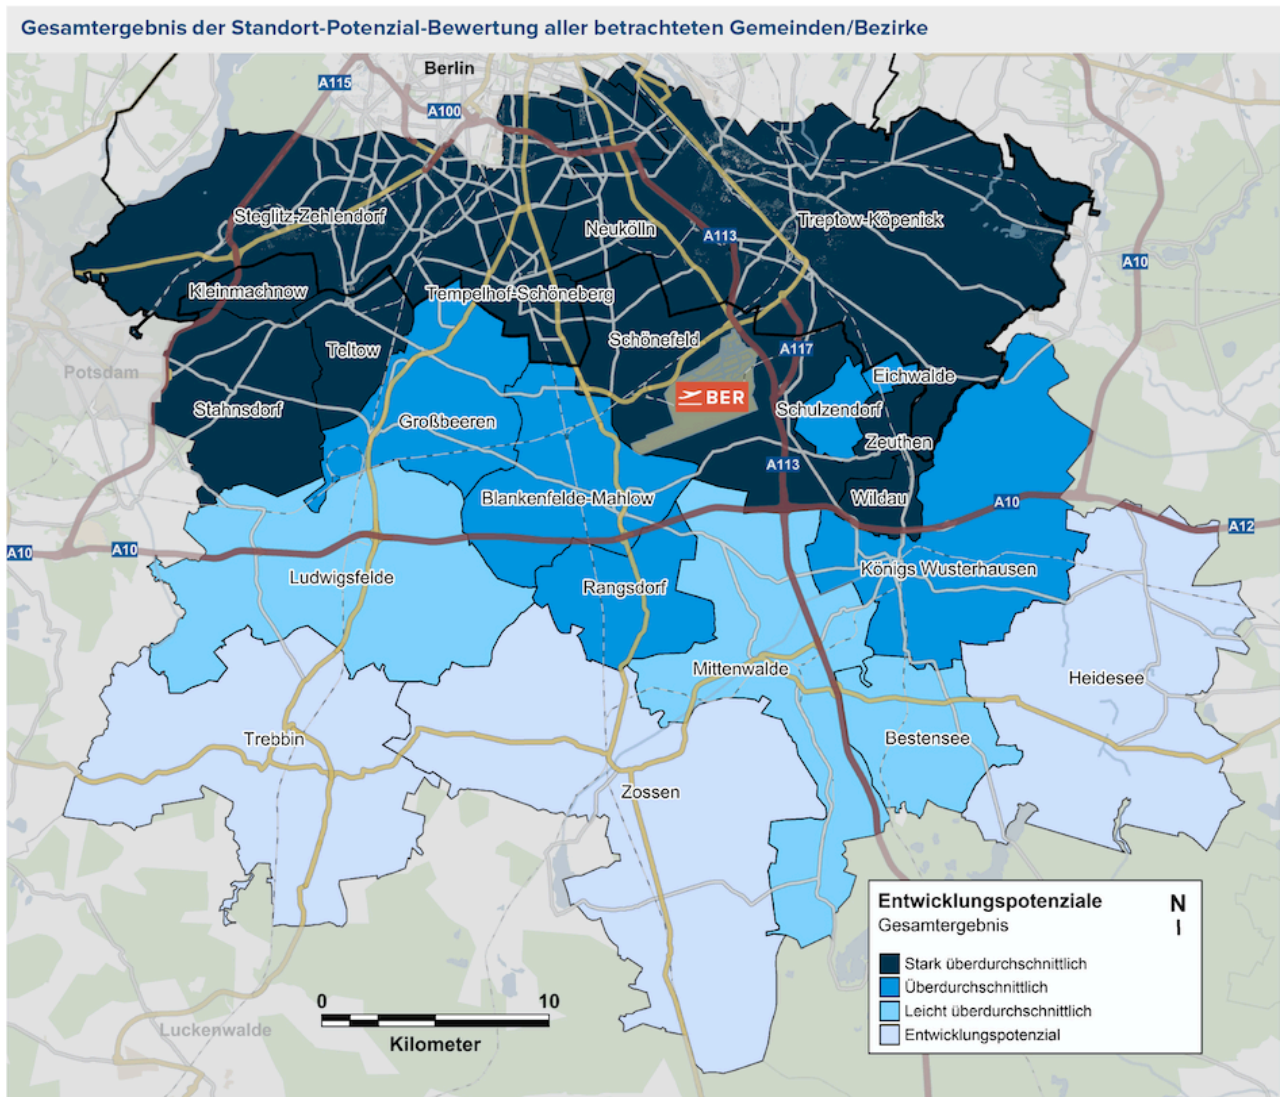 Gesamtergebnis der Standort-Potenzial-Bewertung aller betrachteten Gemeinden/Bezirke
Berlin
A115
A100
Steglitz-Zehlendorf
Neukölln
Treptow-Köpenick
A113
A10
Kleinmachnow
Tempelhof-Schöneberg
Schönefeld
Teltow
A117
Potsdam
Eichwalde
BER
Stahnsdorf
Schulzendorf
Großbeeren
Zeuthen
A113
Blankenfelde-Mahlow
Wildau
A10
A12
A10
A10
Ludwigsfelde
Königs Wusterhausen
Rangsdorf
Mittenwalde
Heidesee
Trebbin
Bestensee
Zossen
Entwicklungspotenziale
N
Gesamtergebnis
Stark überdurchschnittlich
Überdurchschnittlich
Leicht überdurchschnittlich
Entwicklungspotenzial
0 10
Kilometer
Luckenwalde